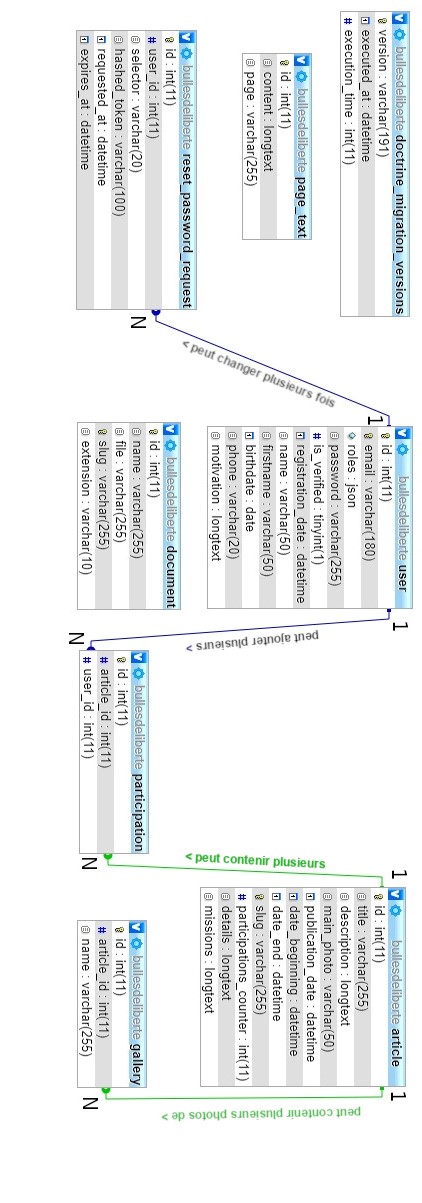 bullesdeliberte doctrine_migration_versions
version : varchar(191)
executed_at : datetime
# execution_time : int(11)
bullesdeliberte page_text
id : int(11)
content : longtext
page : varchar(255)
bullesdeliberte reset_password_request
id : int(11)
# user_id : int(11)
selector : varchar(20)
hashed_token : varchar(100)
requested_at : datetime
expires_at : datetime
N
< peut changer plusieurs fois
1
bullesdeliberte user
id : int(11)
email : varchar(180)
roles : json
password : varchar(255)
# is_verified : tinyint(1)
registration_date : datetime
name : varchar(50)
firstname : varchar(50)
birthdate : date
phone : varchar(20)
motivation : longtext
bullesdeliberte document
id : int(11)
name : varchar(255)
file : varchar(255)
slug : varchar(255)
extension : varchar(10)
1
peut ajouter plusieurs >
N
bullesdeliberte participation
id : int(11)
# article_id : int(11)
# user_id : int(11)
N
< peut contenir plusieurs
1
bullesdeliberte article
id : int(11)
title : varchar(255)
description : longtext
main_photo : varchar(50)
publication_date : datetime
date_beginning : datetime
date_end : datetime
slug : varchar(255)
# participations_counter : int(11)
details : longtext
missions : longtext
bullesdeliberte gallery
id : int(11)
# article_id : int(11)
name : varchar(255)
1
peut contenir plusieurs photos de >
N